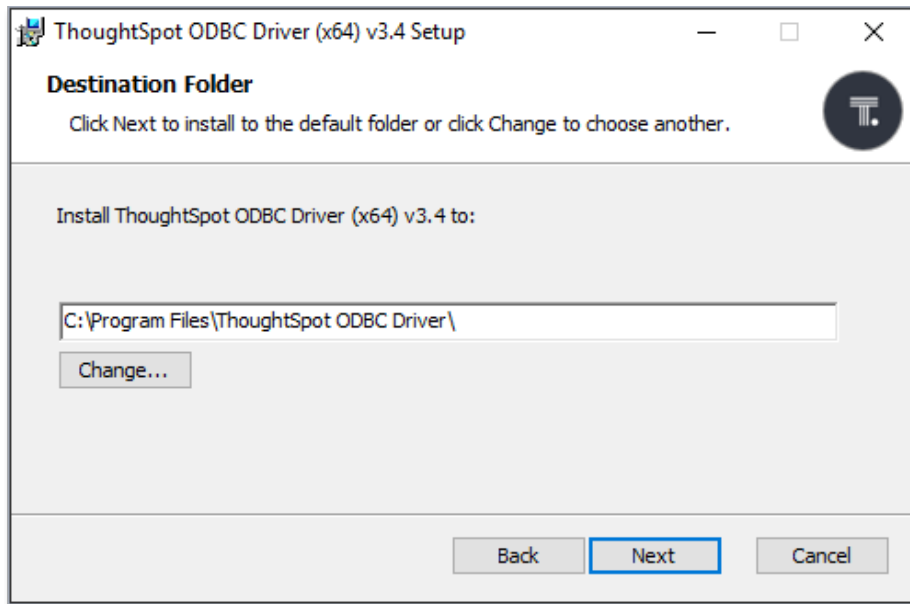 ThoughtSpot ODBC Driver (x64) v3.4 Setup
Destination Folder
Click Next to install to the default folder or click Change to choose another.
Install ThoughtSpot ODBC Driver (x64) v3.4 to:
C:\Program Files\ThoughtSpot ODBC Driver\
Change...
Back Next Cancel